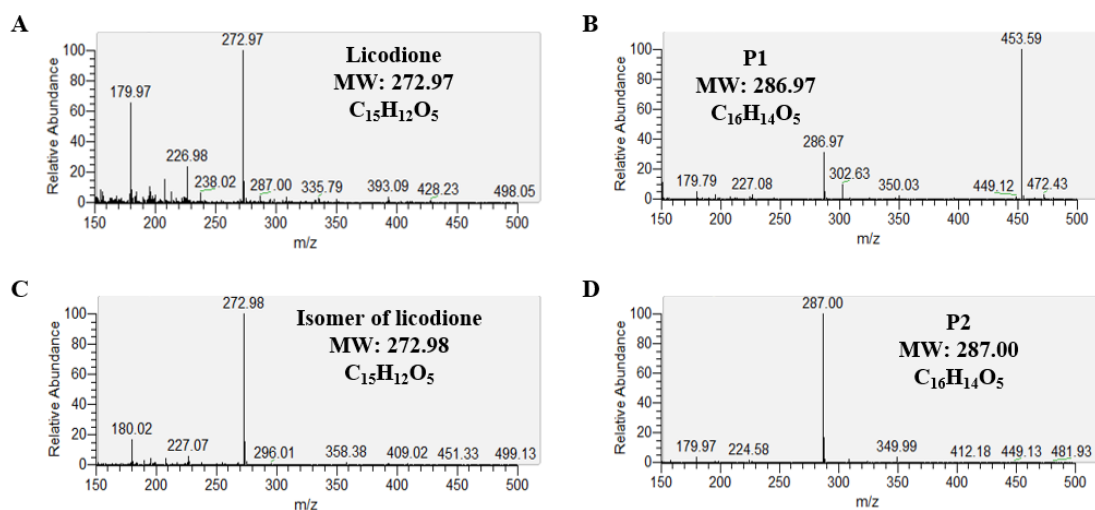 A
Relative Abundance
100
80
60
40
20
0
272.97
179.97
226.98
238.02
287.00
335.79
393.09
428.23
498.05
Licodione
MW: 272.97
C₁₅H₁₂O₅
150 200 250 300 350 400 450 500
m/z
B
Relative Abundance
100
80
60
40
20
0
453.59
286.97
302.63
179.79
227.08
350.03
449.12
472.43
P1
MW: 286.97
C₁₆H₁₄O₅
150 200 250 300 350 400 450 500
m/z
C
Relative Abundance
100
80
60
40
20
0
272.98
180.02
227.07
296.01
358.38
409.02
451.33
499.13
Isomer of licodione
MW: 272.98
C₁₅H₁₂O₅
150 200 250 300 350 400 450 500
m/z
D
Relative Abundance
100
80
60
40
20
0
287.00
179.97
224.58
349.99
412.18
449.13
481.93
P2
MW: 287.00
C₁₆H₁₄O₅
150 200 250 300 350 400 450 500
m/z